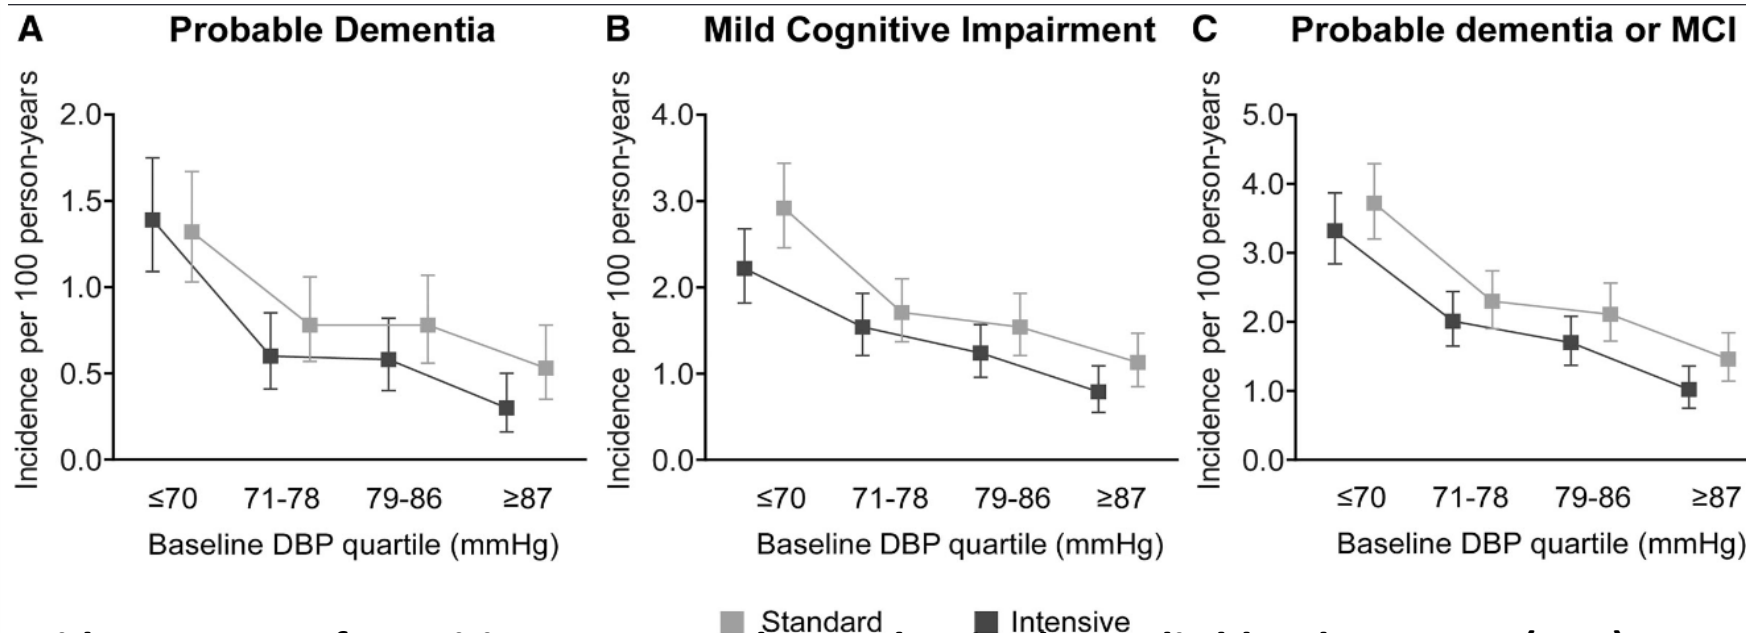 A Probable Dementia B Mild Cognitive Impairment C Probable dementia or MCI
Incidence per 100 person-years
2.0
1.5
1.0
0.5
0.0
≤70 71-78 79-86 ≥87
Baseline DBP quartile (mmHg)
Incidence per 100 person-years
4.0
3.0
2.0
1.0
0.0
≤70 71-78 79-86 ≥87
Baseline DBP quartile (mmHg)
Incidence per 100 person-years
5.0
4.0
3.0
2.0
1.0
0.0
≤70 71-78 79-86 ≥87
Baseline DBP quartile (mmHg)
Standard Intensive